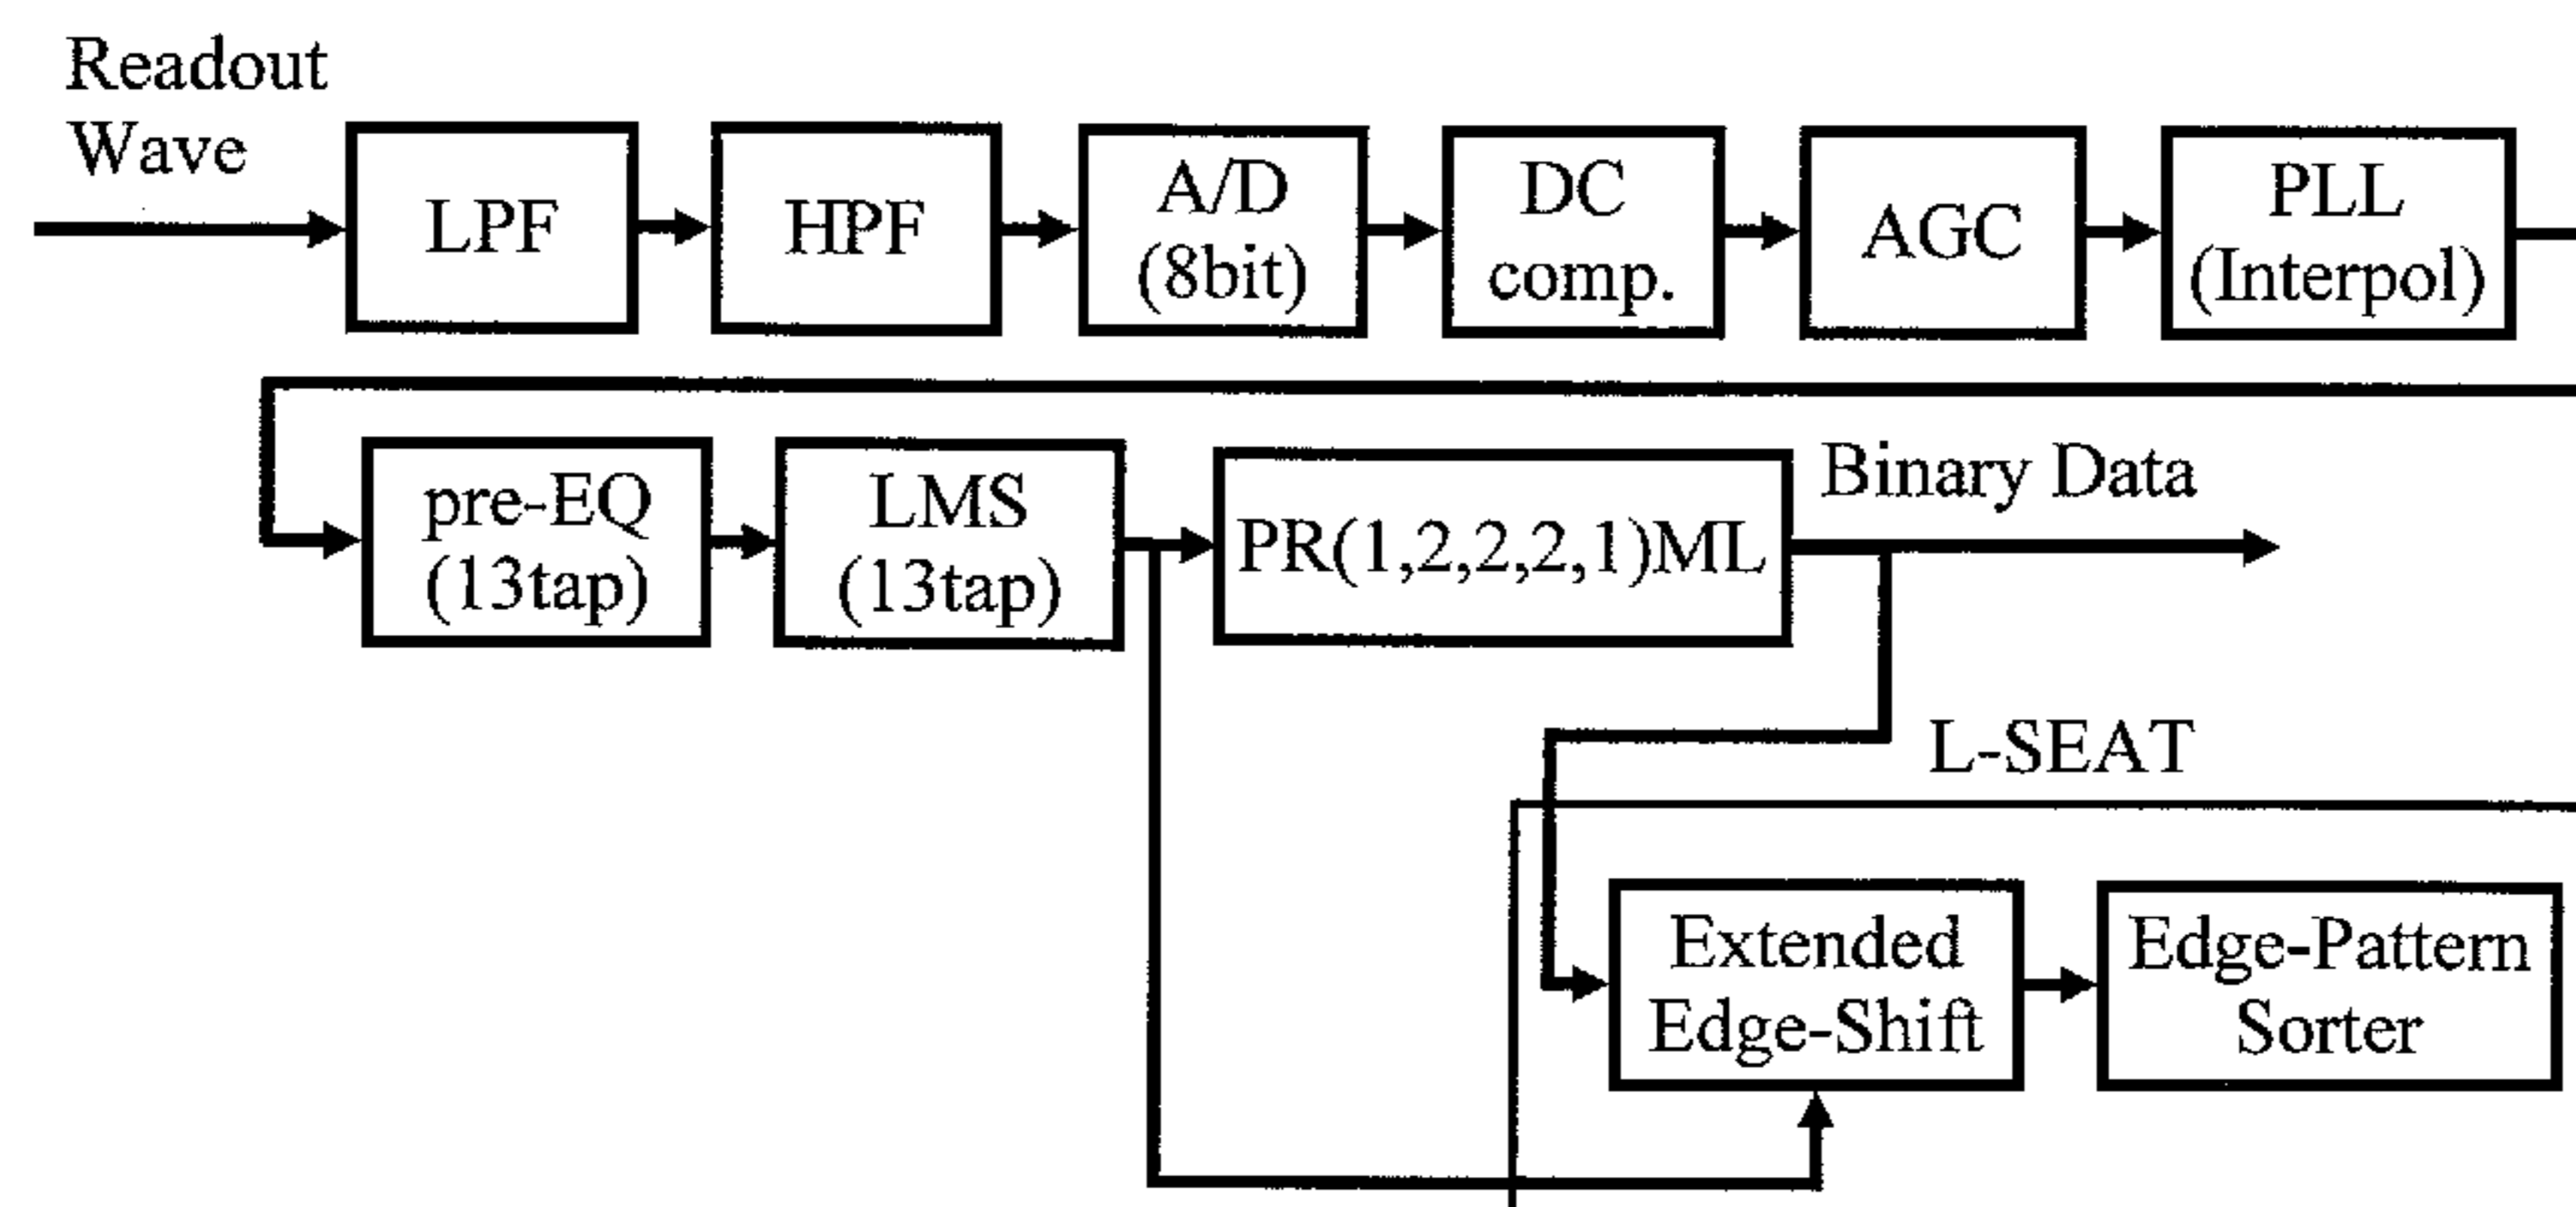 Readout
Wave
LPF
HPF
A/D
(8bit)
DC
comp.
AGC
PLL
(Interpol)
pre-EQ
(13tap)
LMS
(13tap)
PR(1,2,2,2,1)ML
Binary Data
L-SEAT
Extended
Edge-Shift
Edge-Pattern
Sorter